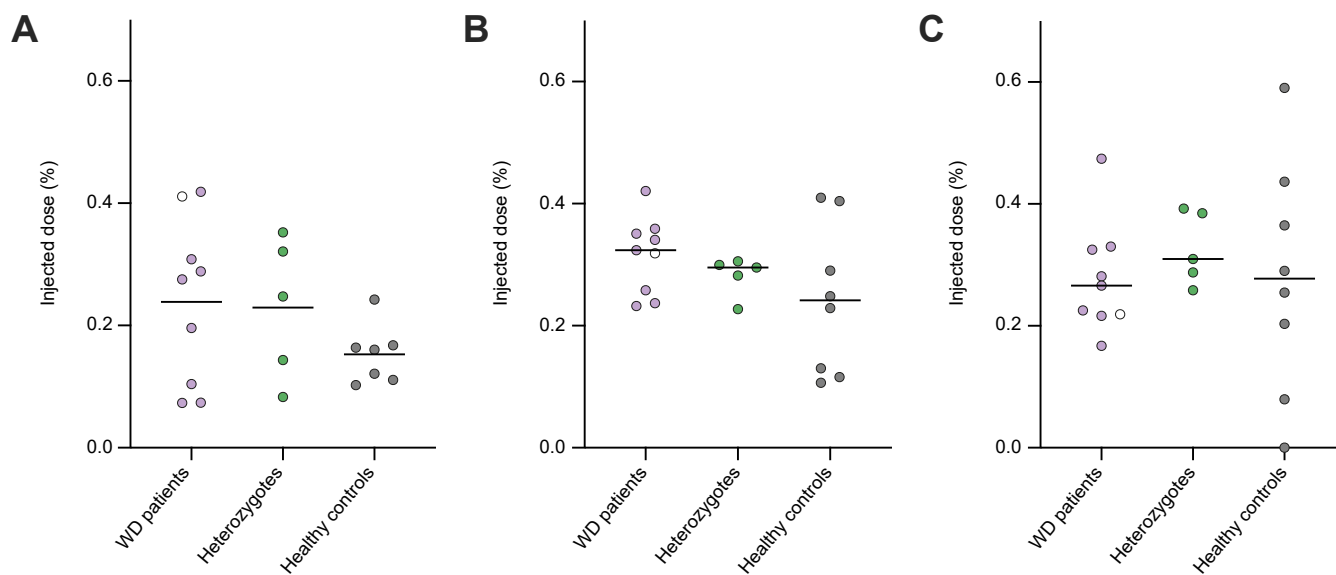 A
B
C
Injected dose (%)
0.6
0.4
0.2
0.0
WD patients
Heterozygotes
Healthy controls
Injected dose (%)
0.6
0.4
0.2
0.0
WD patients
Heterozygotes
Healthy controls
Injected dose (%)
0.6
0.4
0.2
0.0
WD patients
Heterozygotes
Healthy controls